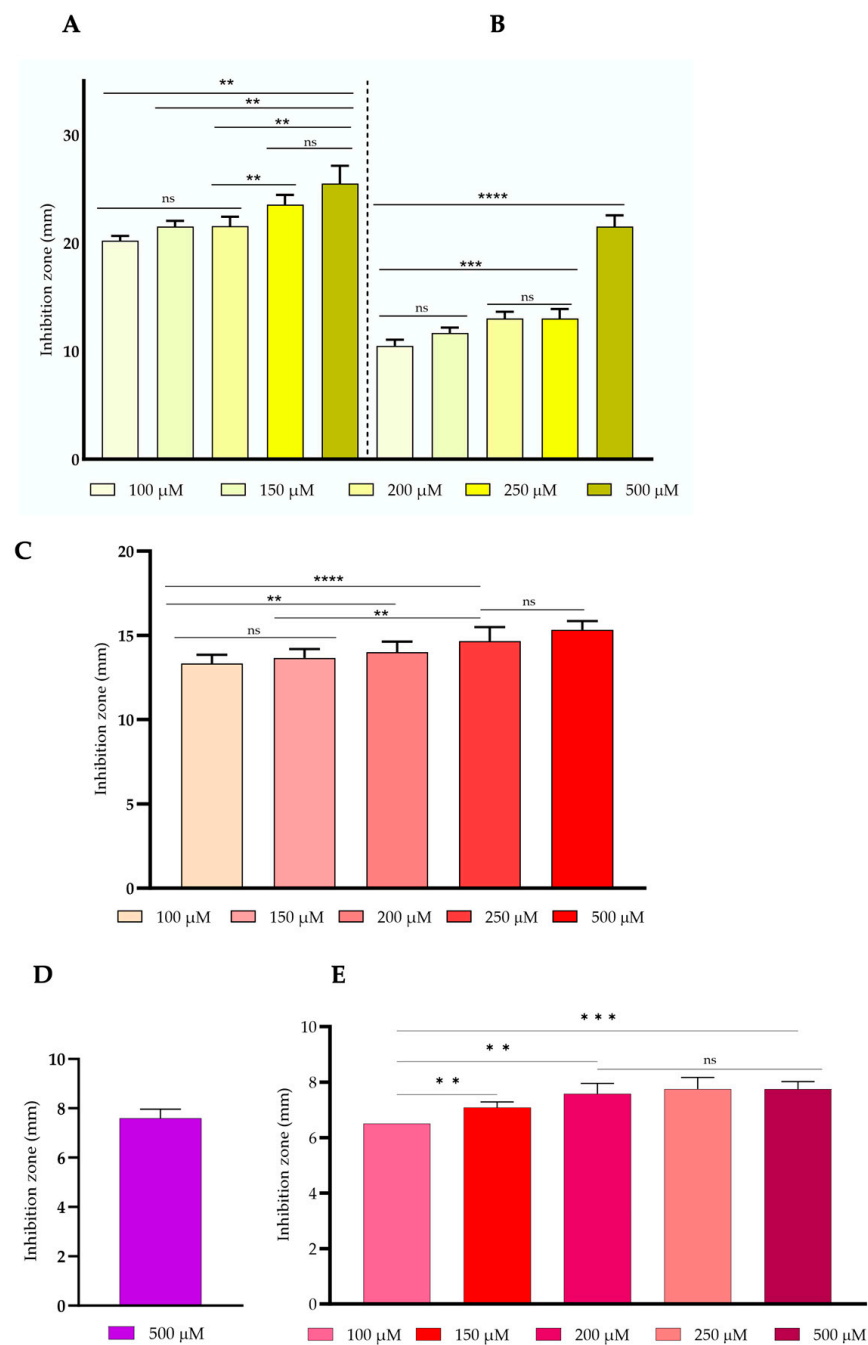 A B
**
**
**
ns
**
ns
****
***
ns
ns
30
20
10
0
Inhibition zone (mm)
100 μM 150 μM 200 μM 250 μM 500 μM
C
20
15
10
5
0
Inhibition zone (mm)
****
**
**
ns
ns
100 μM 150 μM 200 μM 250 μM 500 μM
D E
10
8
6
4
2
0
Inhibition zone (mm)
500 μM
10
8
6
4
2
0
Inhibition zone (mm)
* * *
* *
ns
* *
100 μM 150 μM 200 μM 250 μM 500 μM